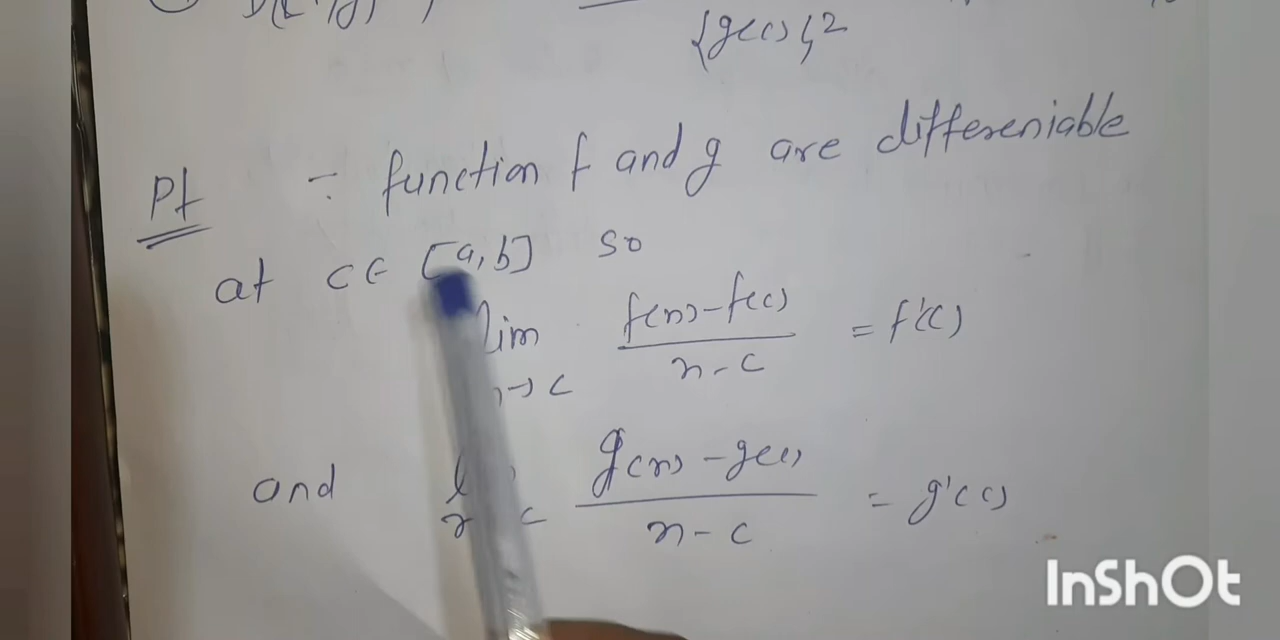 {g(c)}2
Pf :- function f and g are differeniable
at c∈ [a,b] so
lim f(x)-f(c) / x-c = f'(c)
x→c
and g(x)-g(c) / x-c = g'(c)
InShOt